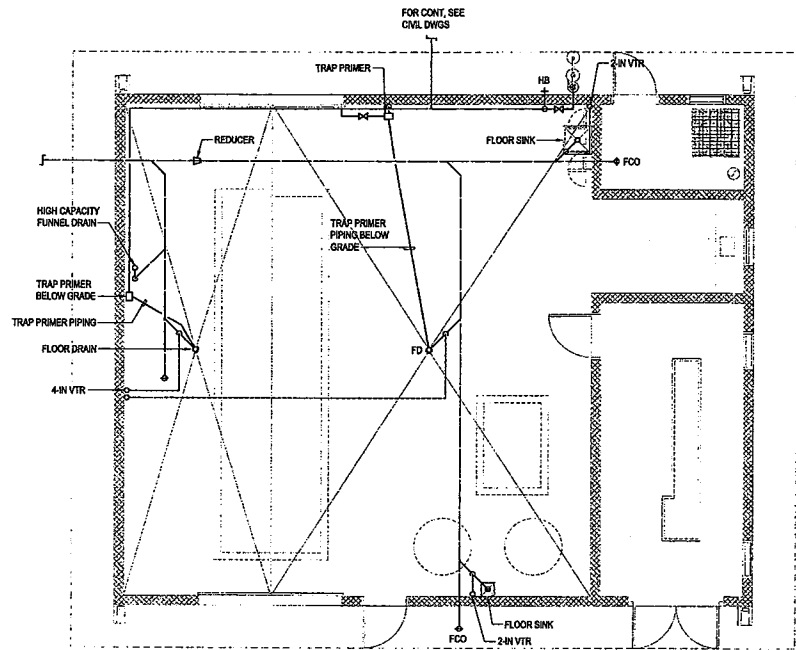 FOR CONT, SEE
CIVIL DWGS
2-IN VTR
TRAP PRIMER
HB
REDUCER
FLOOR SINK
FCO
HIGH CAPACITY
FUNNEL DRAIN
TRAP PRIMER
PIPING BELOW
GRADE
TRAP PRIMER
BELOW GRADE
TRAP PRIMER PIPING
FLOOR DRAIN
FD
4-IN VTR
FLOOR SINK
FCO
2-IN VTR